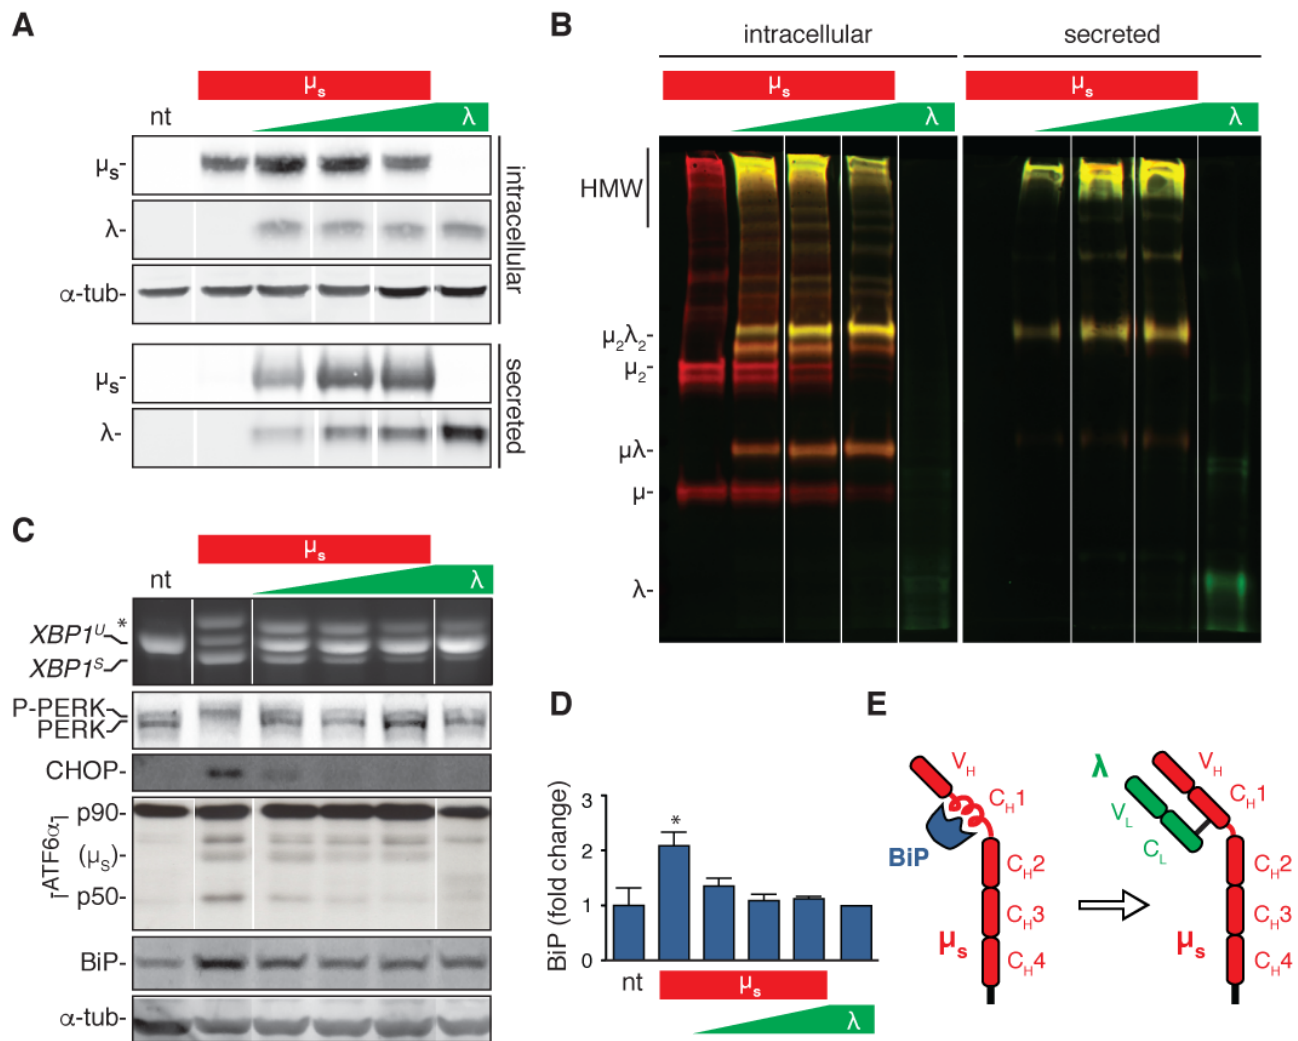 A
μs
nt
λ
μs-
λ-
α-tub-
intracellular
μs-
λ-
secreted
B
intracellular
secreted
μs
μs
λ
λ
HMW
μ2λ2-
μ2-
μλ-
μ-
λ-
C
μs
nt
λ
*
XBP1U
XBP1S
P-PERK
PERK
CHOP-
p90-
(μS)-
p50-
ATF6α
BiP-
α-tub-
D
BiP (fold change)
3
2
1
0
*
nt
μs
λ
E
VH
CH1
BiP
CH2
CH3
CH4
μs
λ
VH
CH1
VL
CL
CH2
CH3
CH4
μs